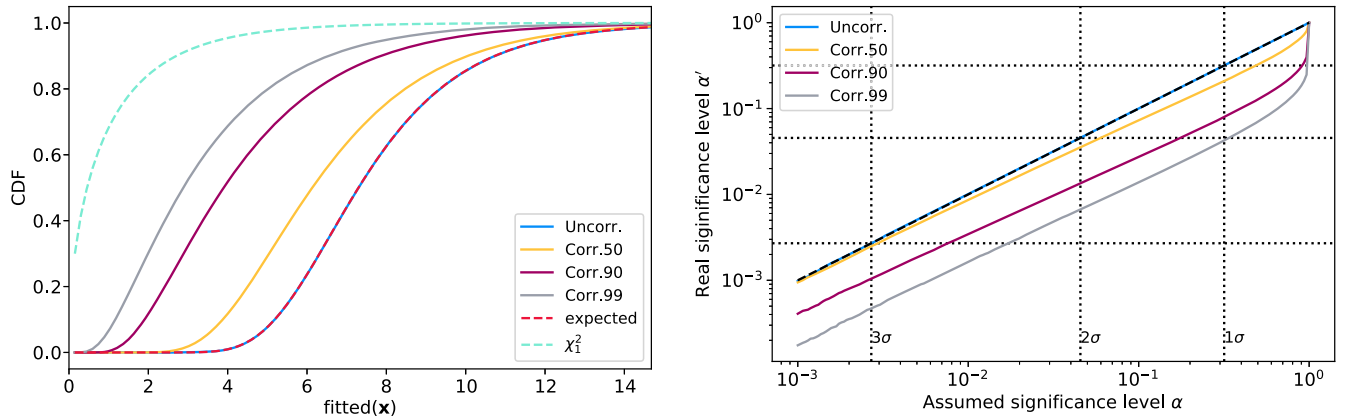 1.0
0.8
0.6
0.4
0.2
0.0
CDF
0
2
4
6
8
10
12
14
fitted(x)
Uncorr.
Corr.50
Corr.90
Corr.99
expected
χ₁²
10⁰
10⁻¹
10⁻²
10⁻³
Real siginificance level α′
Uncorr.
Corr.50
Corr.90
Corr.99
3σ
2σ
1σ
10⁻³
10⁻²
10⁻¹
10⁰
Assumed significance level α